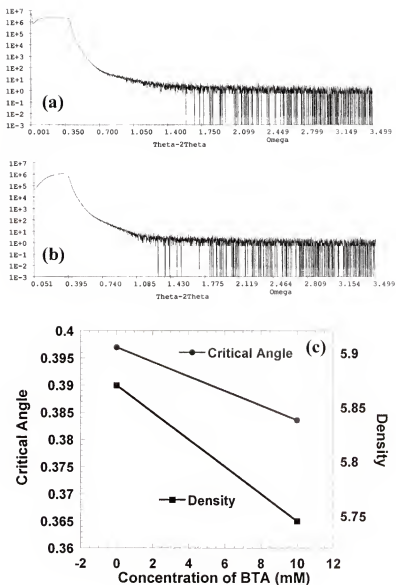 1E+7
1E+6
1E+5
1E+4
1E+3
1E+2
1E+1
1E+0
1E-1
1E-2
1E-3
(a)
0.001 0.350 0.700 1.050 1.400 1.750 2.099 2.449 2.799 3.149 3.499
Theta-2Theta Omega
1E+7
1E+6
1E+5
1E+4
1E+3
1E+2
1E+1
1E+0
1E-1
1E-2
1E-3
(b)
0.051 0.395 0.740 1.085 1.430 1.775 2.120 2.464 2.809 3.154 3.499
Theta-2Theta Omega
(c)
Critical Angle
0.4
0.395
0.39
0.385
0.38
0.375
0.37
0.365
0.36
Critical Angle
Density
5.9
5.85
5.8
5.75
Density
-2 0 2 4 6 8 10 12
Concentration of BTA (mM)